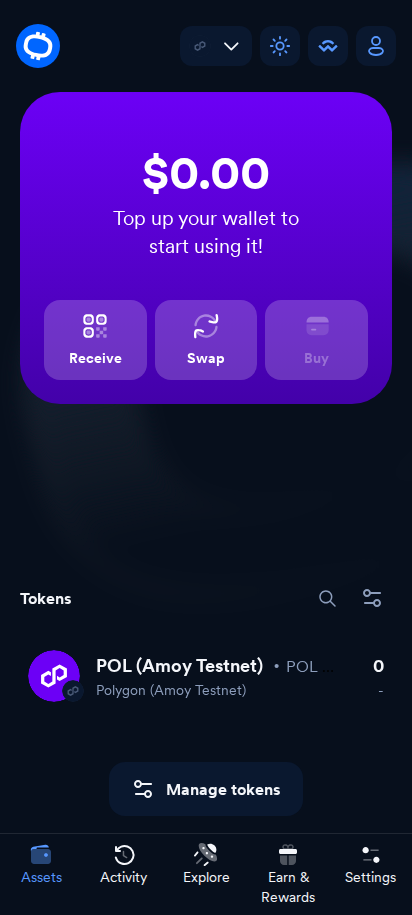 $0.00
Top up your wallet to
start using it!
Receive
Swap
Buy
Tokens
POL (Amoy Testnet) • POL ...
0
Polygon (Amoy Testnet)
-
Manage tokens
Assets
Activity
Explore
Earn &
Rewards
Settings